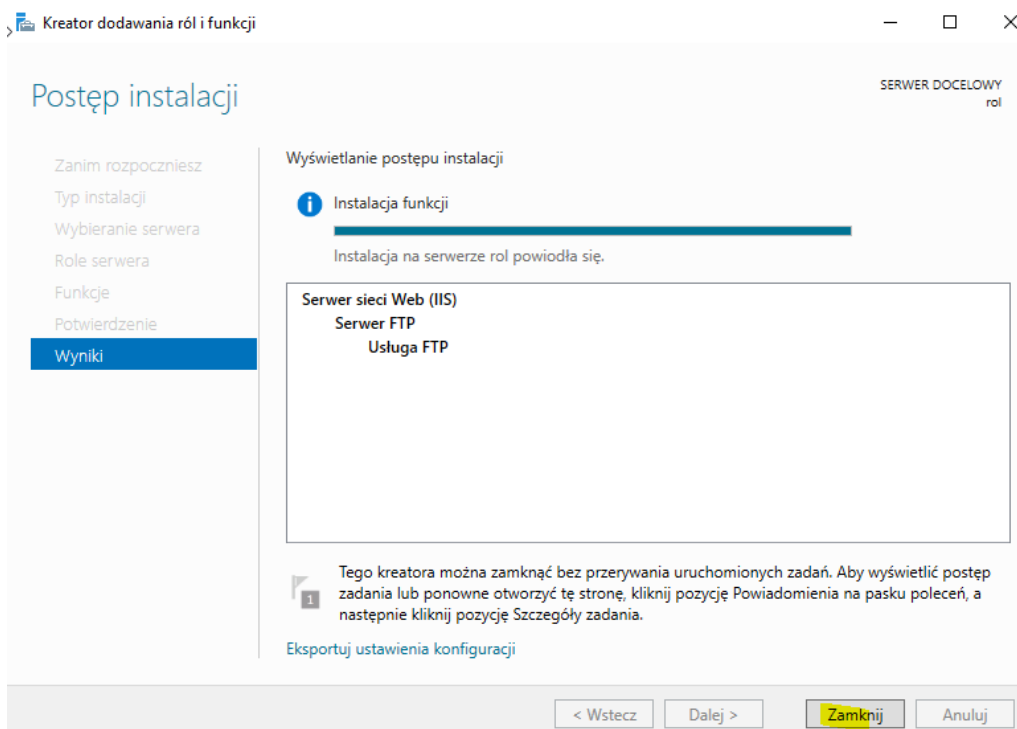 Kreator dodawania ról i funkcji
Postęp instalacji
SERWER DOCELOWY
rol
Zanim rozpoczniesz
Typ instalacji
Wybieranie serwera
Role serwera
Funkcje
Potwierdzenie
Wyniki
Wyświetlanie postępu instalacji
Instalacja funkcji
Instalacja na serwerze rol powiodła się.
Serwer sieci Web (IIS)
Serwer FTP
Usługa FTP
1
Tego kreatora można zamknąć bez przerywania uruchomionych zadań. Aby wyświetlić postęp
zadania lub ponowne otworzyć tę stronę, kliknij pozycję Powiadomienia na pasku poleceń, a
następnie kliknij pozycję Szczegóły zadania.
Eksportuj ustawienia konfiguracji
< Wstecz
Dalej >
Zamknij
Anuluj